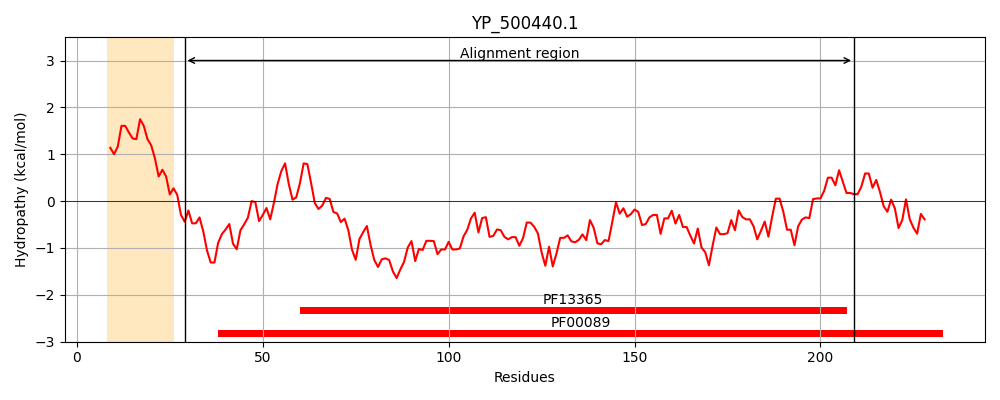 YP_500440.1
Alignment region
Hydropathy (kcal/mol)
3
2
1
0
−1
−2
−3
PF13365
PF00089
0 50 100 150 200
Residues